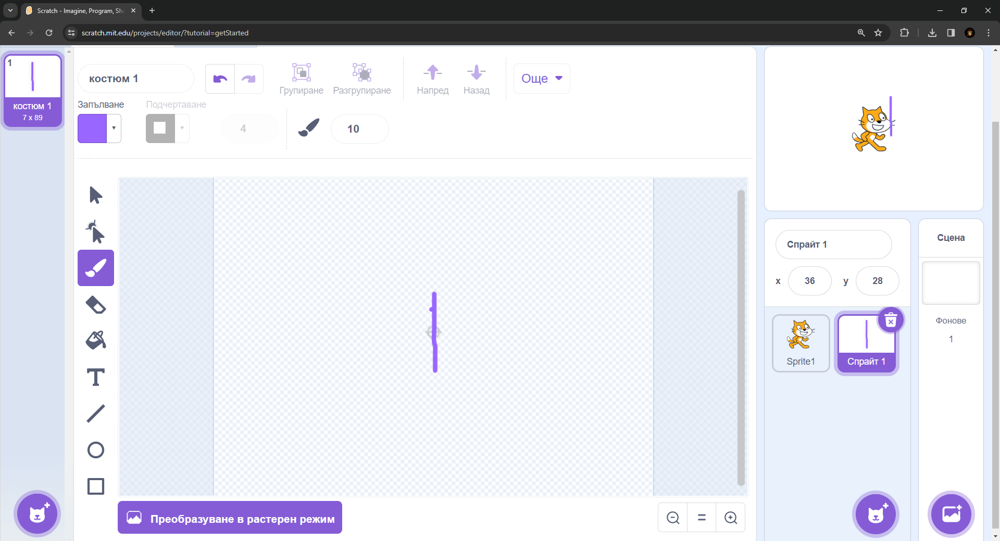 Scratch - Imagine, Program, Sh
scratch.mit.edu/projects/editor/?tutorial=getStarted
1
костюм 1
7 x 89
костюм 1
Групиране
Разгрупиране
Напред
Назад
Още
Запълване
Подчертаване
4
10
Преобразуване в растерен режим
Спрайт 1
x
36
y
28
Sprite1
Спрайт 1
Сцена
Фонове
1